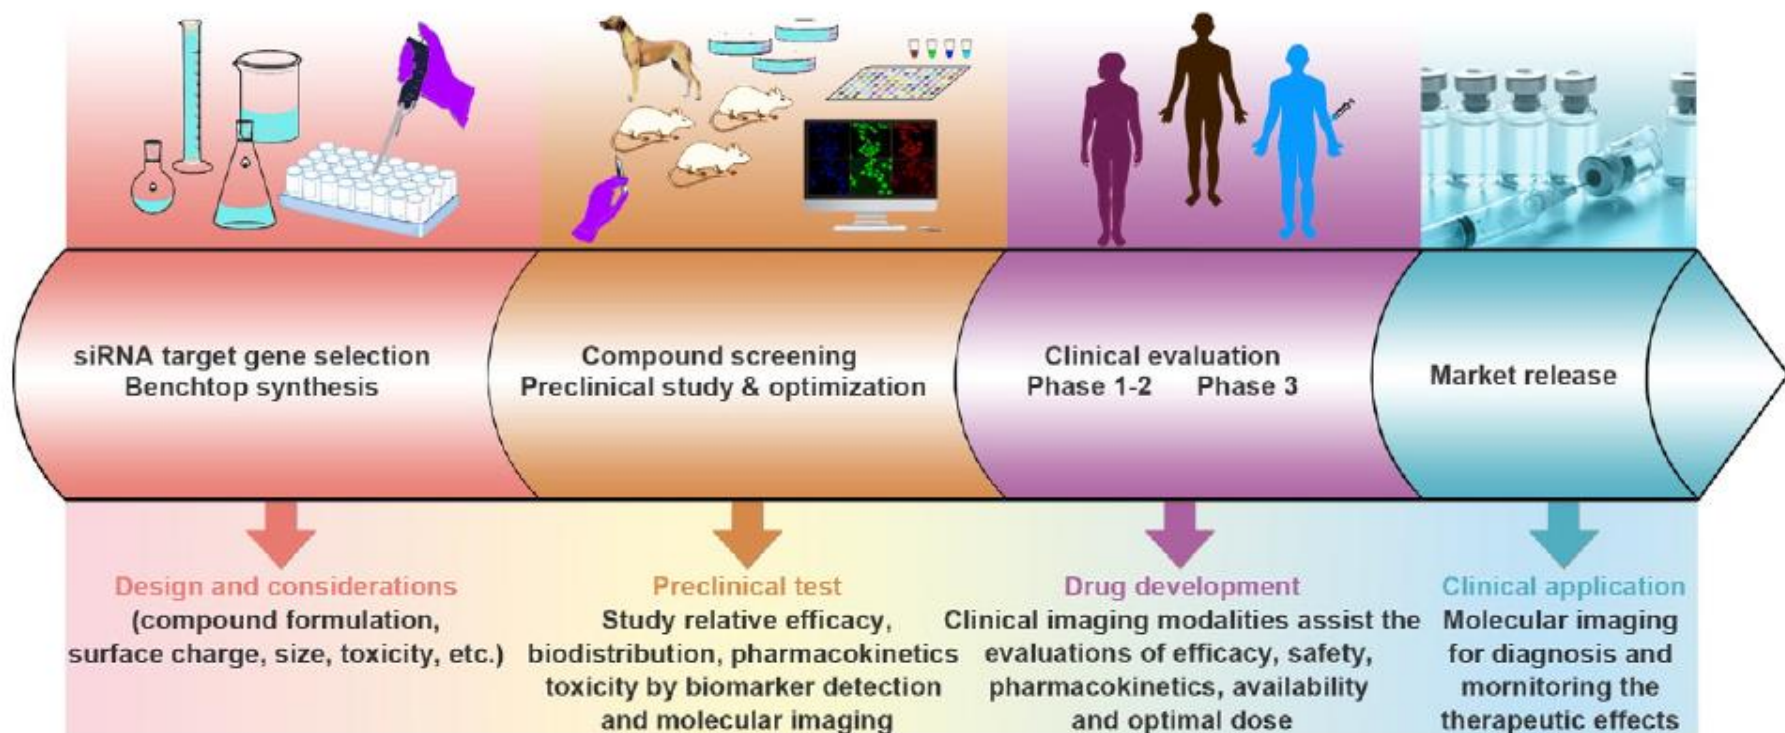 siRNA target gene selection
Benchtop synthesis
Compound screening
Preclinical study & optimization
Clinical evaluation
Phase 1-2 Phase 3
Market release
Design and considerations
(compound formulation,
surface charge, size, toxicity, etc.)
Preclinical test
Study relative efficacy,
biodistribution, pharmacokinetics
toxicity by biomarker detection
and molecular imaging
Drug development
Clinical imaging modalities assist the
evaluations of efficacy, safety,
pharmacokinetics, availability
and optimal dose
Clinical application
Molecular imaging
for diagnosis and
mornitoring the
therapeutic effects